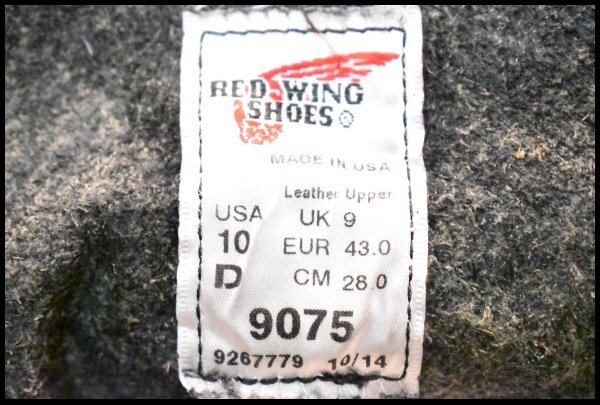 RED WING
SHOES ®
MADE IN USA
Leather Upper
USA UK 9
10 EUR 43.0
D CM 28.0
9075
9267779 10/14